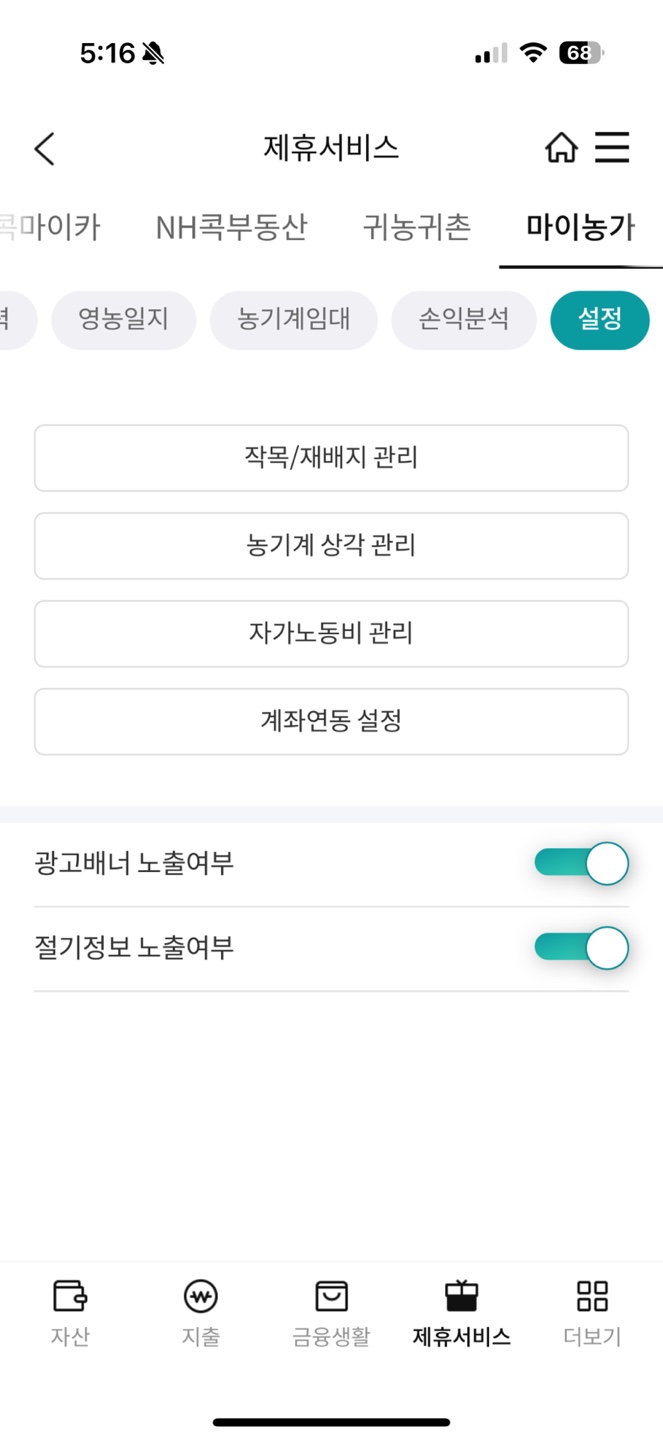 5:16
68
제휴서비스
콕마이카 NH콕부동산 귀농귀촌 마이농가
영농일지 농기계임대 손익분석 설정
작목/재배지 관리
농기계 상각 관리
자가노동비 관리
계좌연동 설정
광고배너 노출여부
절기정보 노출여부
자산 지출 금융생활 제휴서비스 더보기